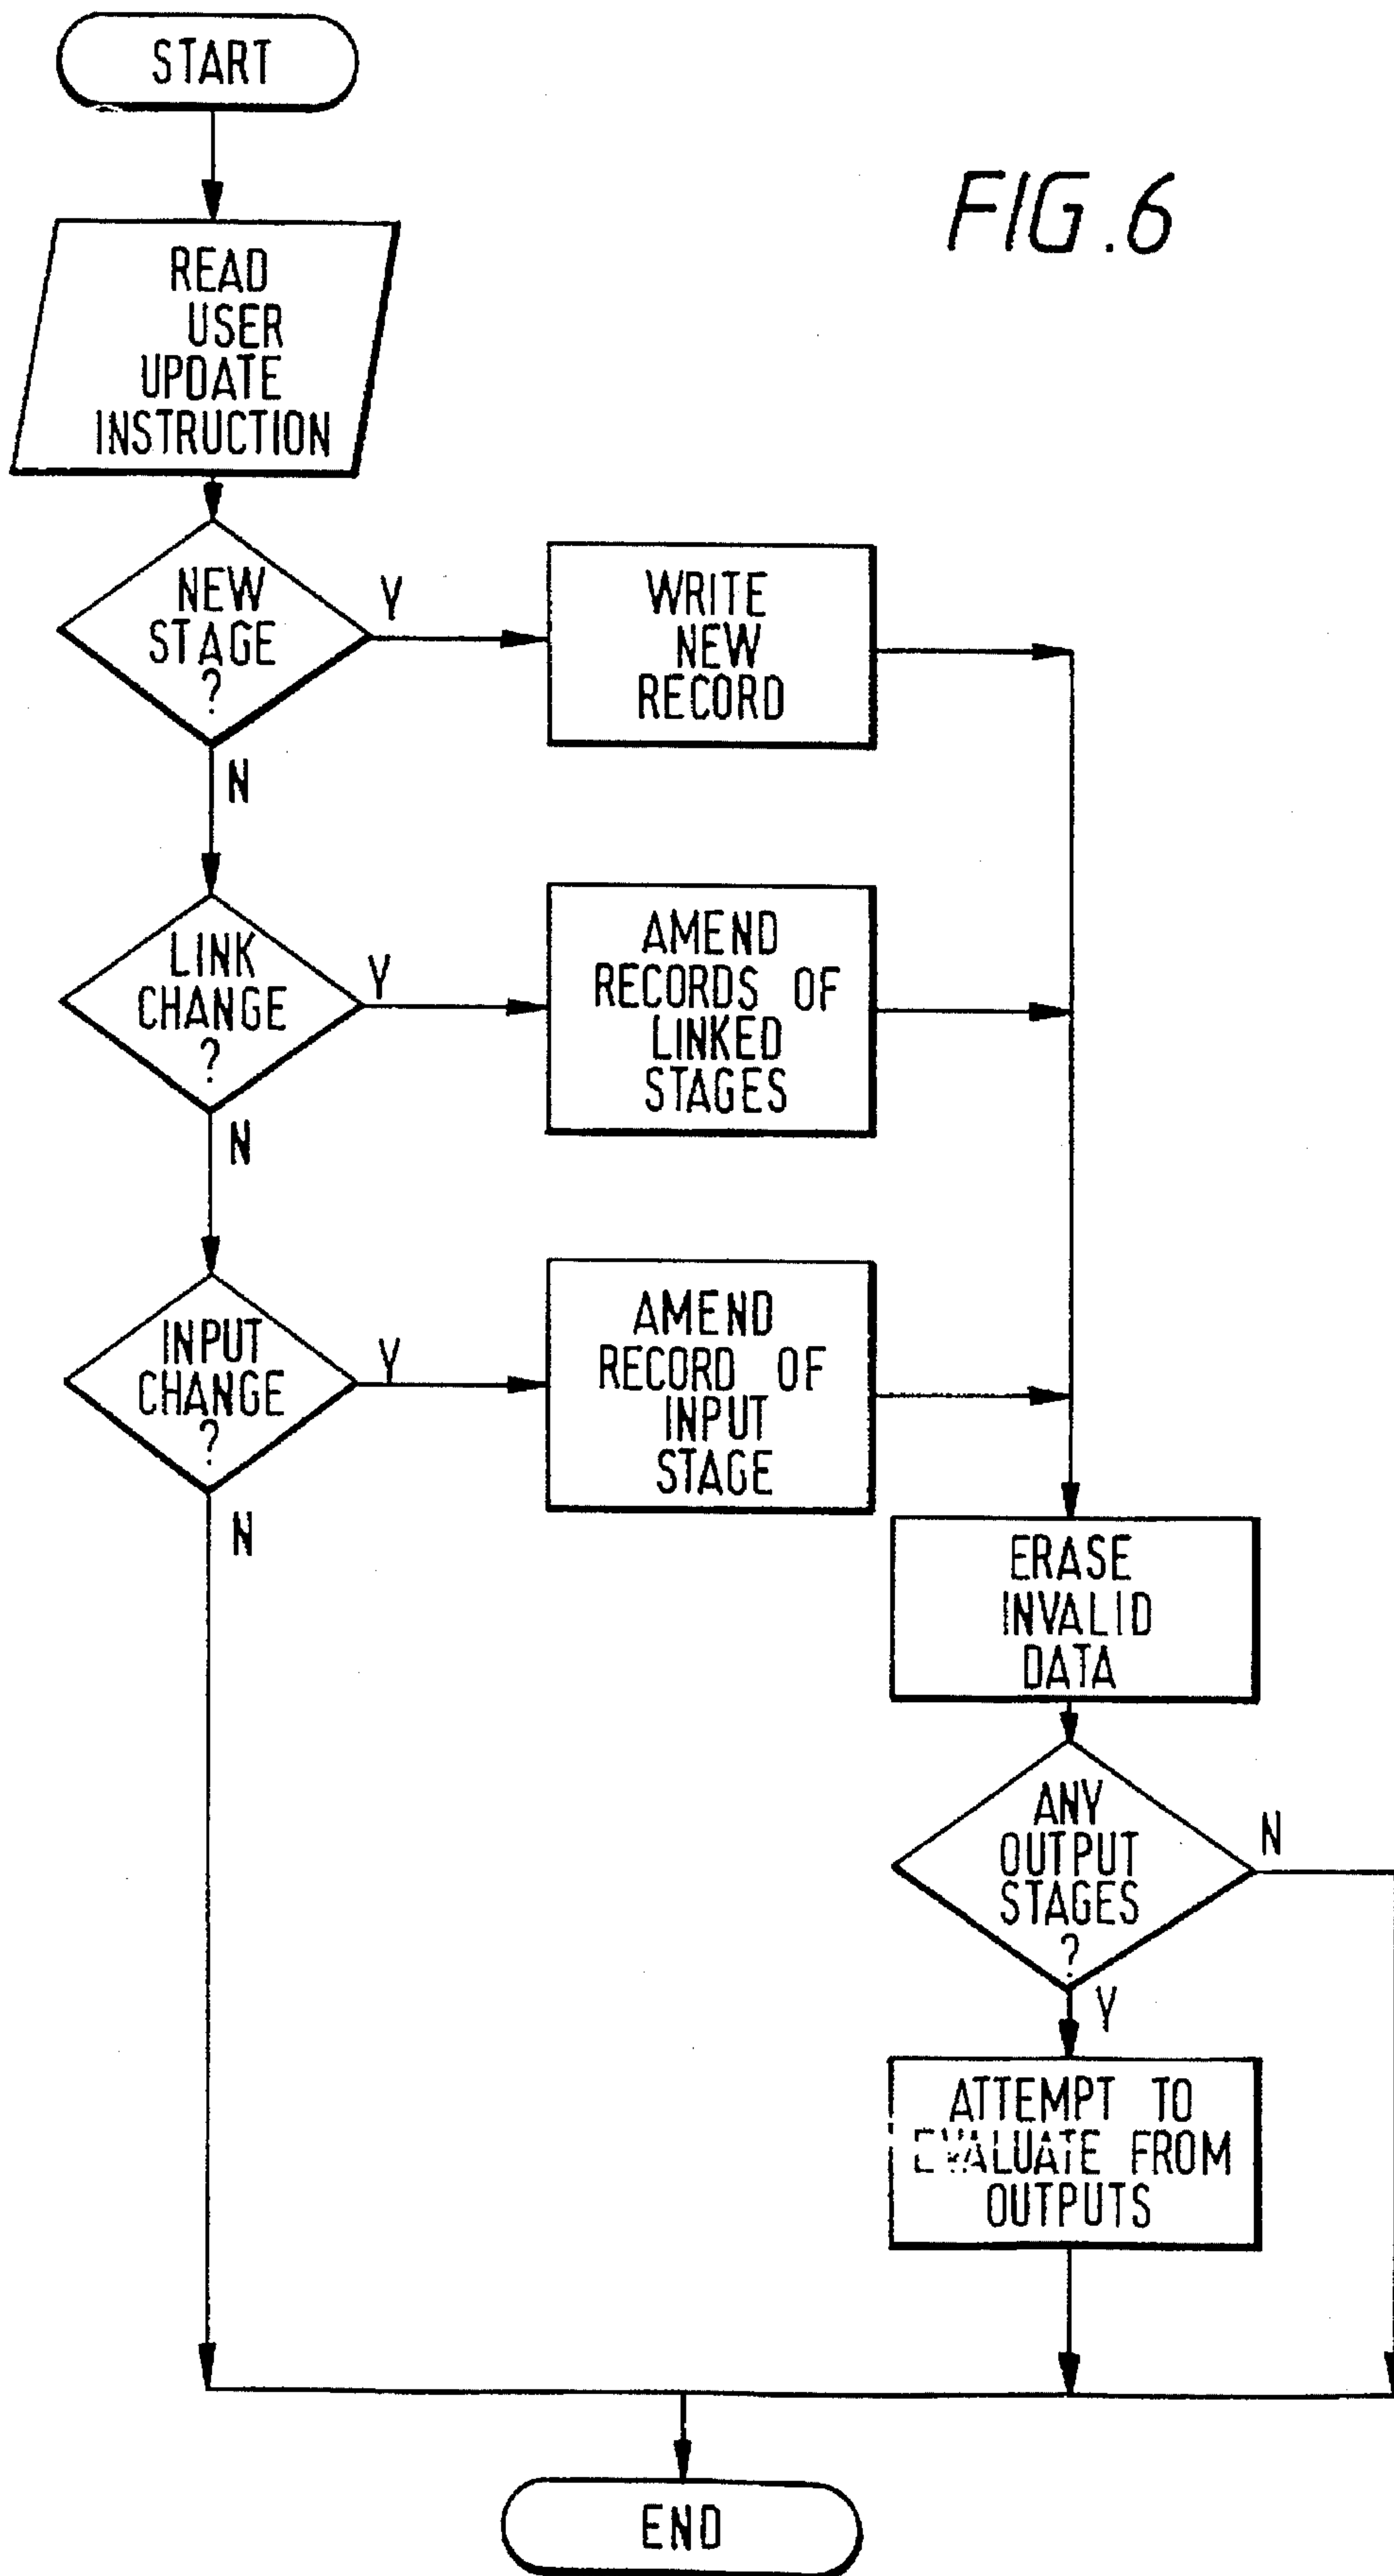 START
FIG.6
READ
USER
UPDATE
INSTRUCTION
NEW
STAGE
?
Y
N
WRITE
NEW
RECORD
LINK
CHANGE
?
Y
N
AMEND
RECORDS OF
LINKED
STAGES
INPUT
CHANGE
?
Y
N
AMEND
RECORD OF
INPUT
STAGE
ERASE
INVALID
DATA
ANY
OUTPUT
STAGES
?
N
Y
ATTEMPT TO
EVALUATE FROM
OUTPUTS
END